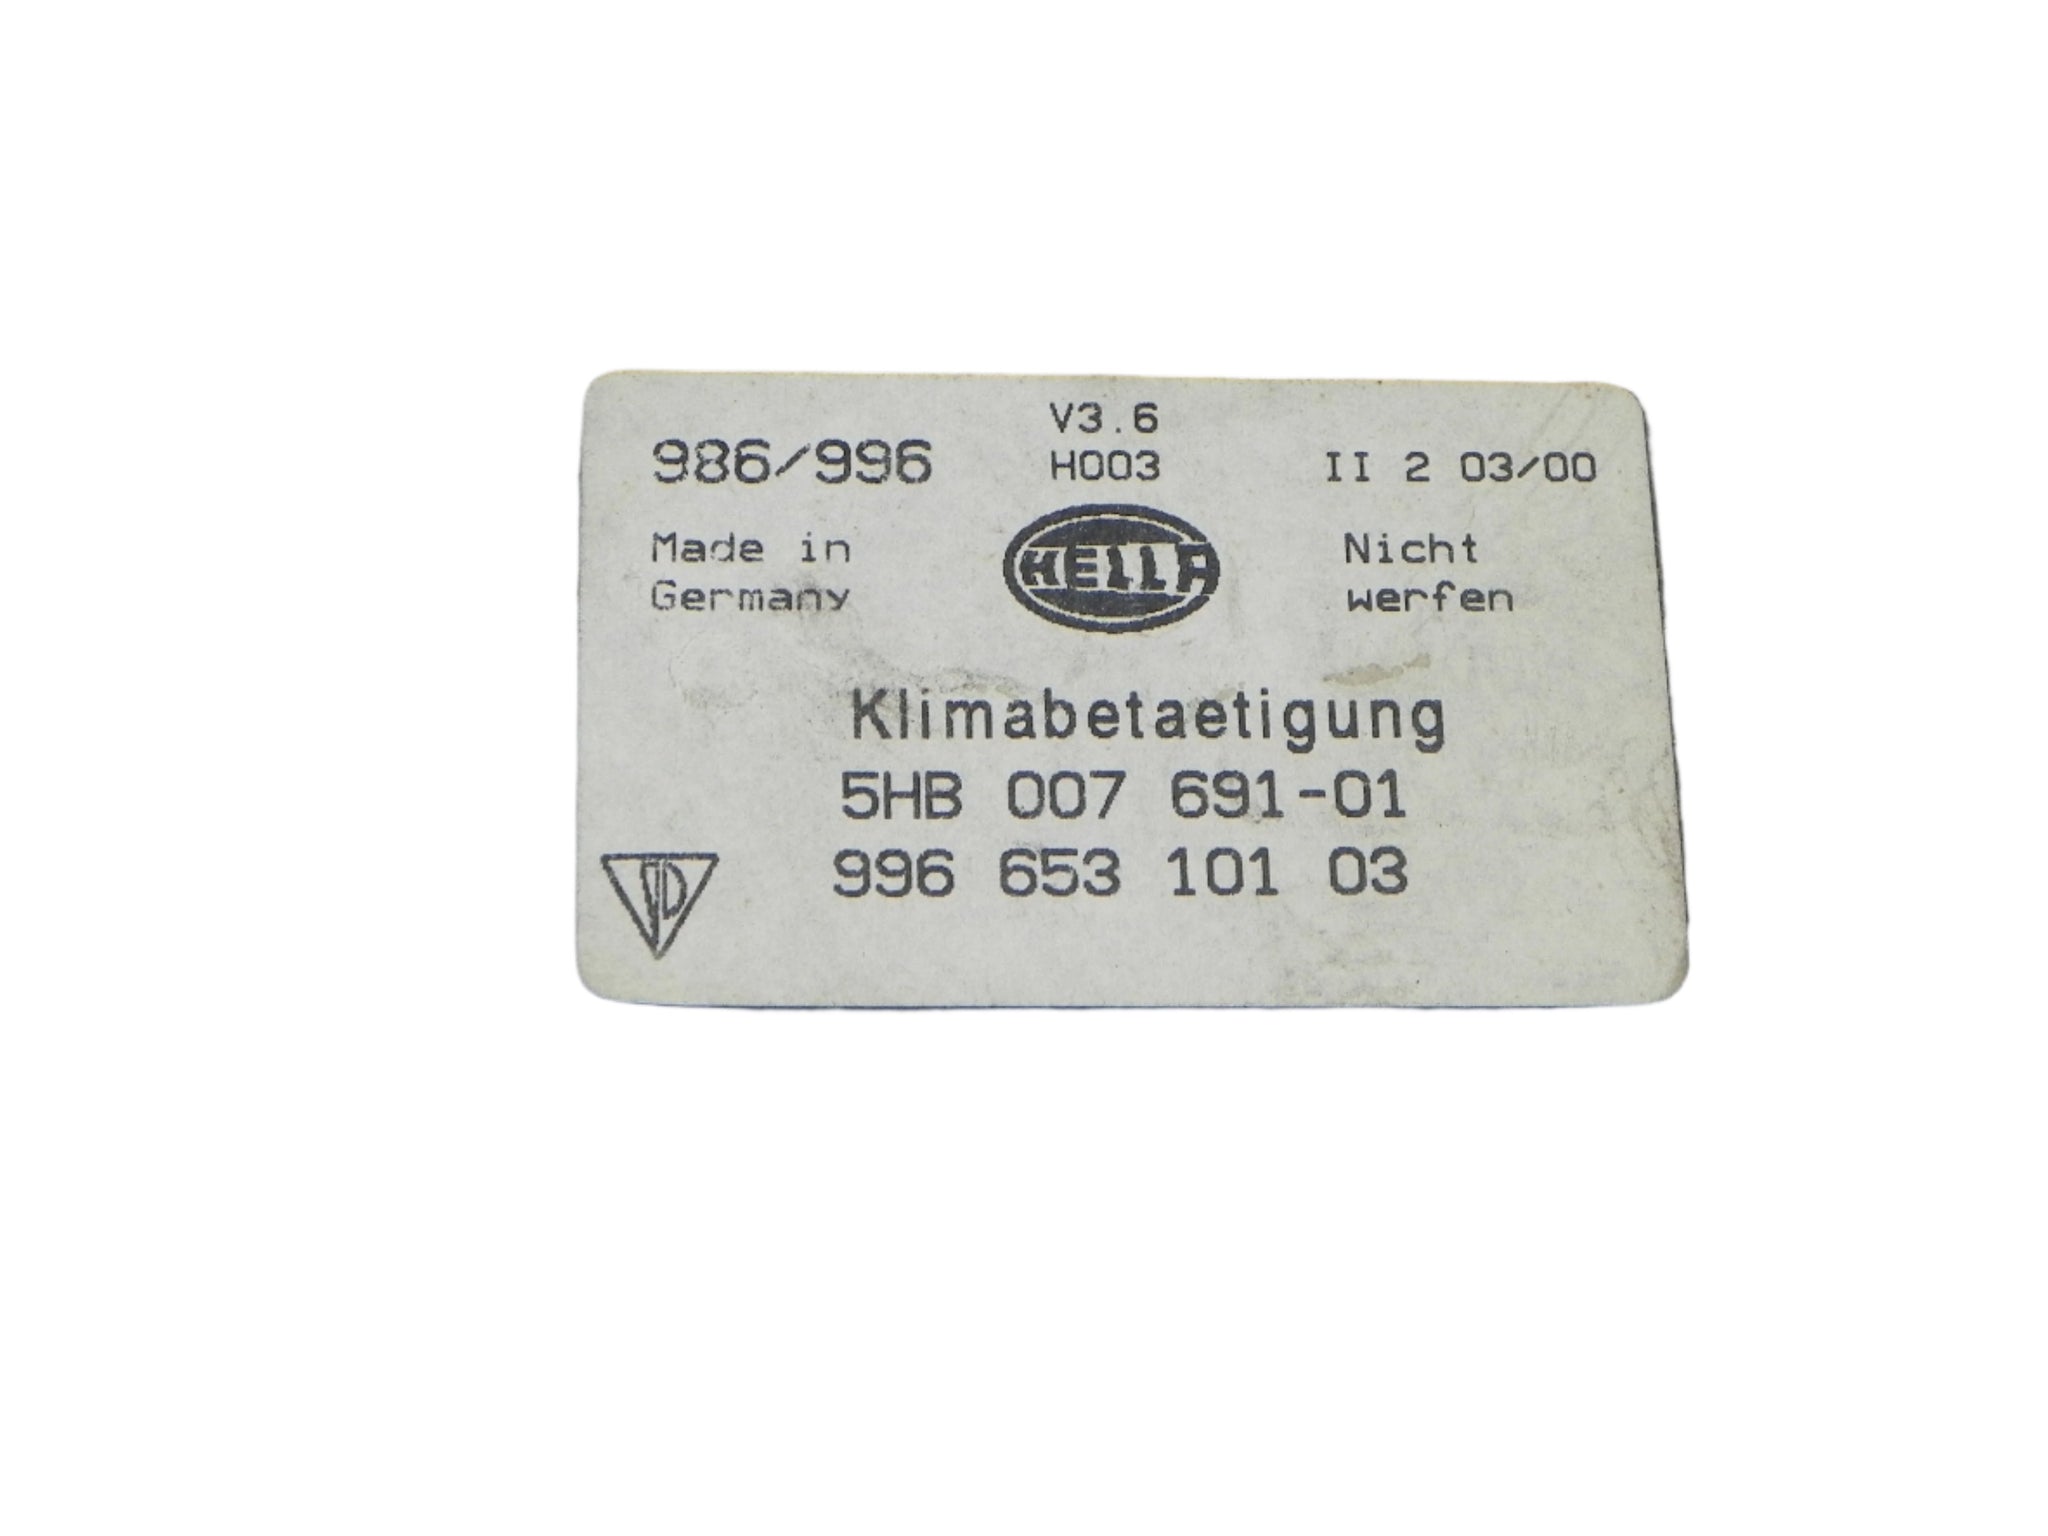 V3.6
986/996 H003 II 2 03/00
Made in HELLA Nicht
Germany werfen
Klimabetaetigung
5HB 007 691-01
996 653 101 03